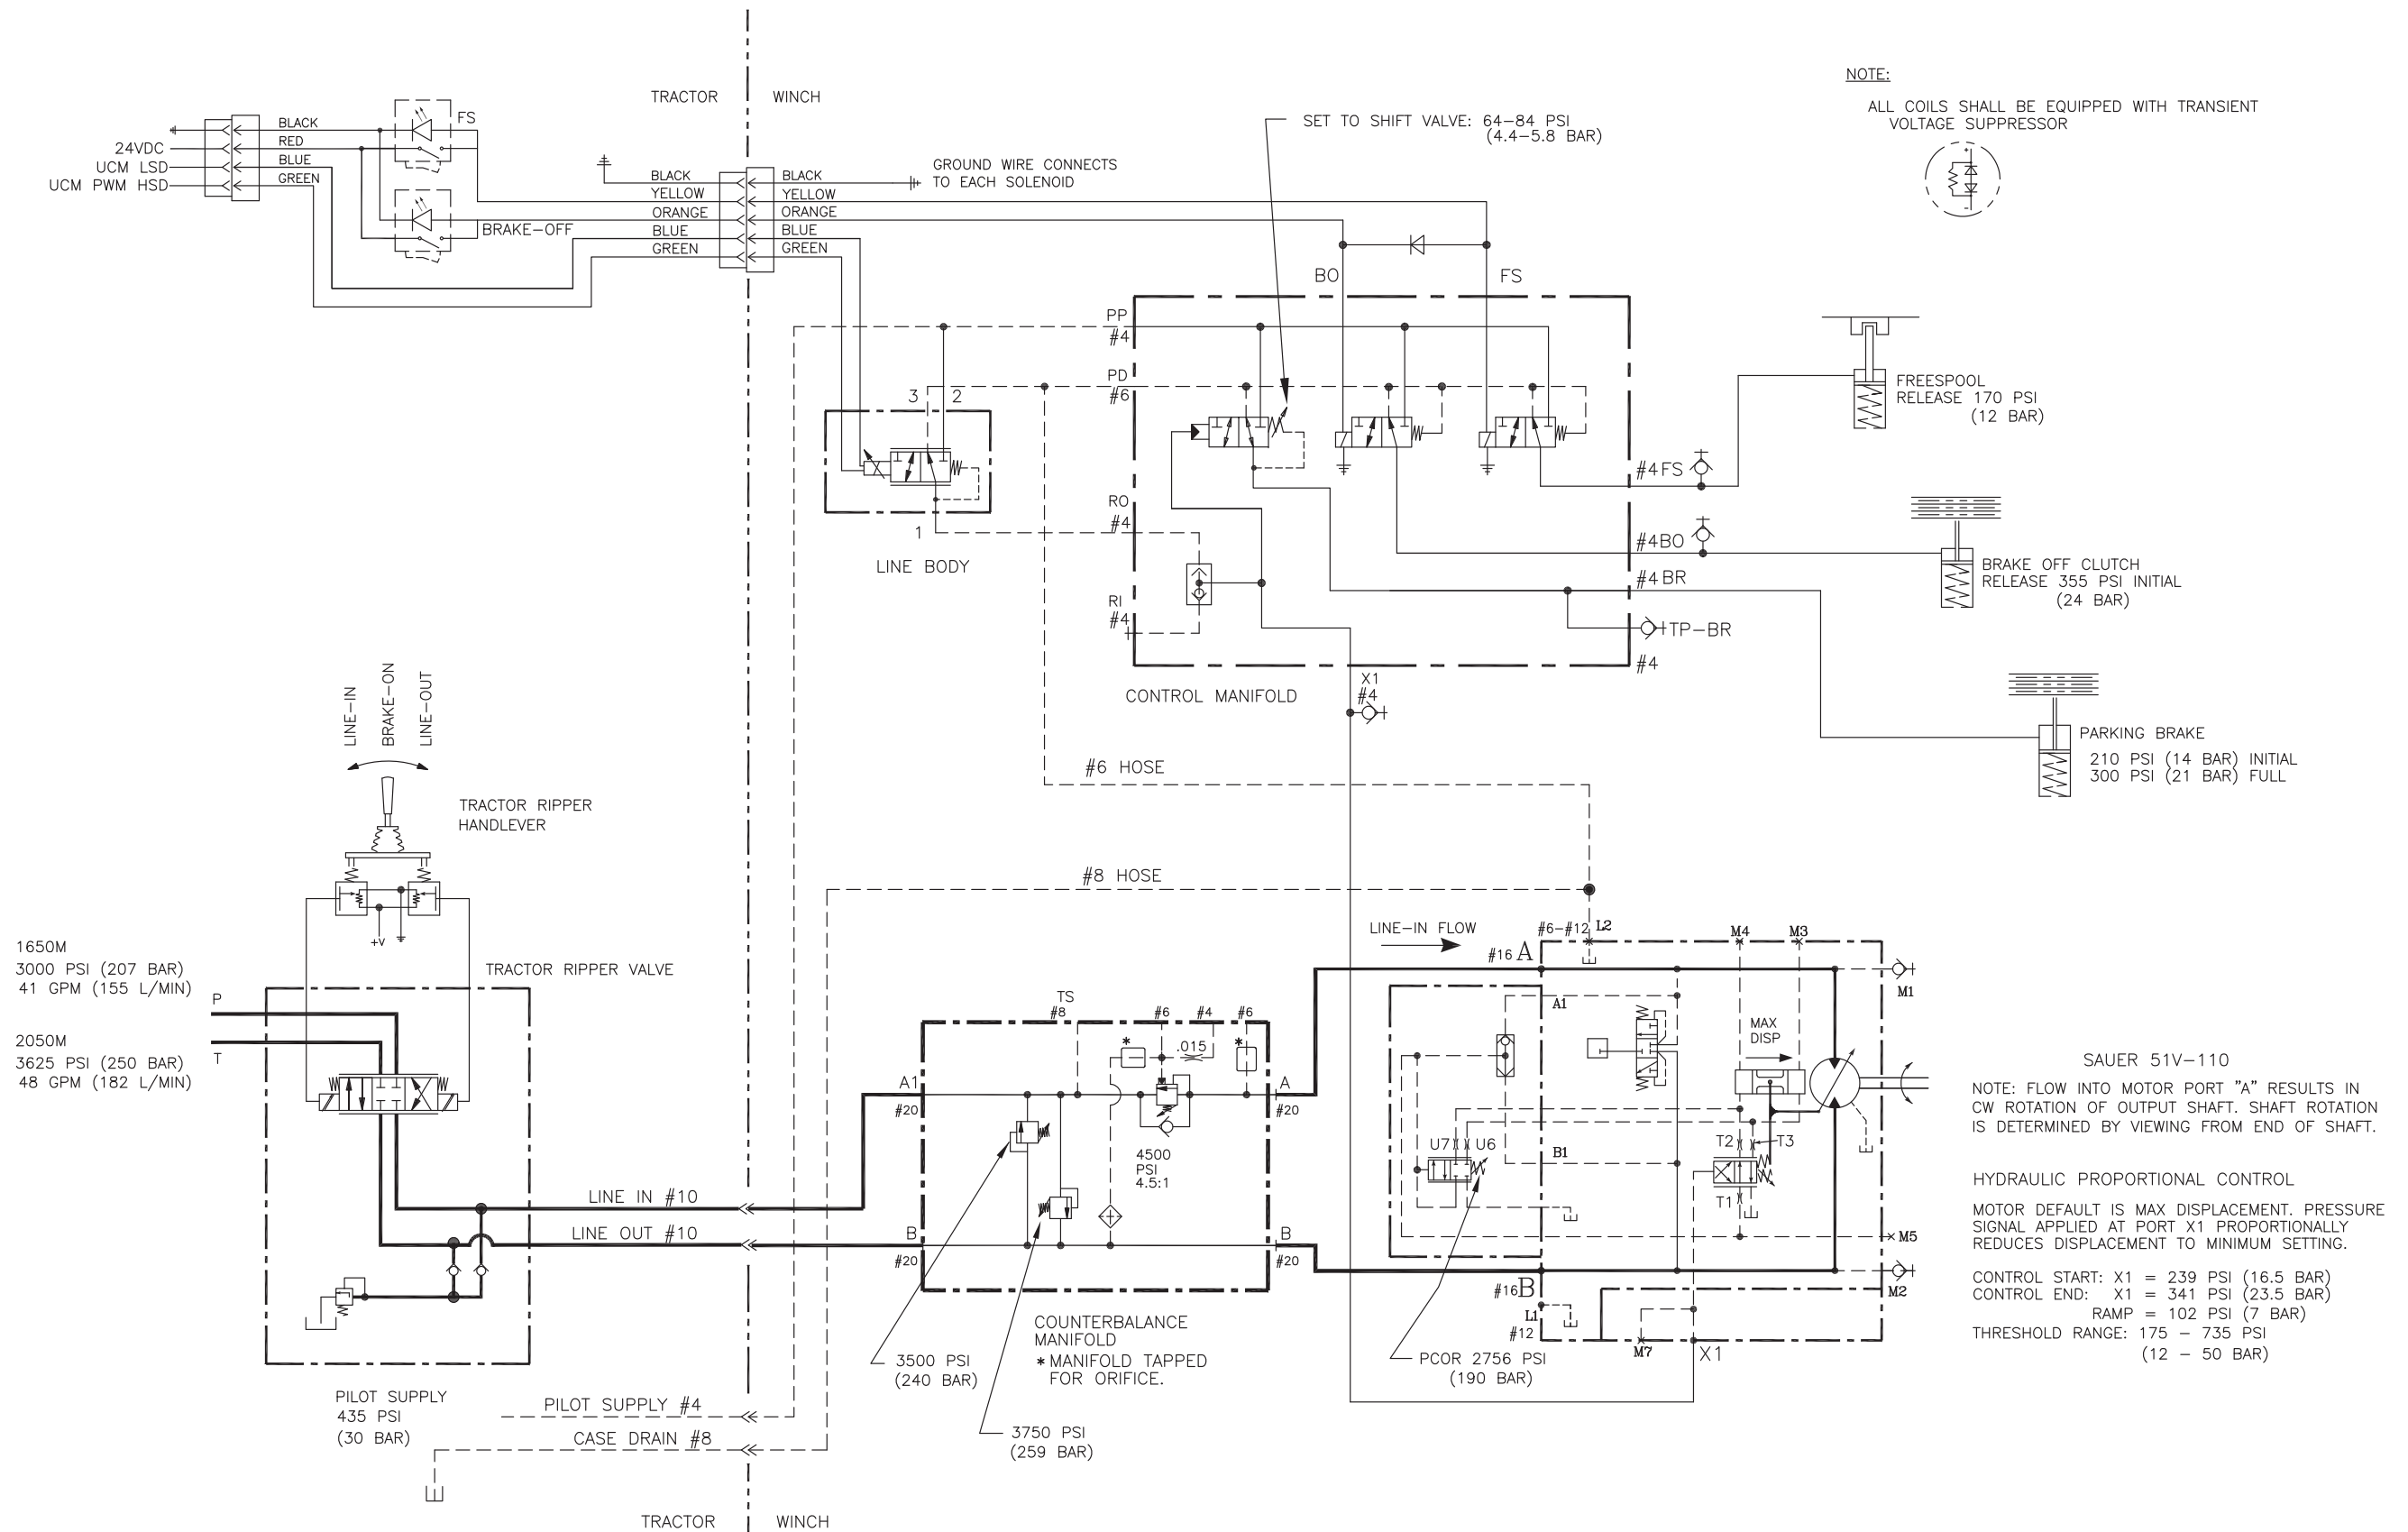 TRACTOR
WINCH
BLACK
RED
BLUE
GREEN
24VDC
UCM LSD
UCM PWM HSD
FS
BRAKE-OFF
BLACK
YELLOW
ORANGE
BLUE
GREEN
BLACK
YELLOW
ORANGE
BLUE
GREEN
GROUND WIRE CONNECTS
TO EACH SOLENOID
SET TO SHIFT VALVE: 64-84 PSI
(4.4-5.8 BAR)
NOTE:
ALL COILS SHALL BE EQUIPPED WITH TRANSIENT
VOLTAGE SUPPRESSOR
+
-
BO
FS
PP
#4
PD
#6
RO
#4
RI
#4
3
2
1
LINE BODY
#4FS
#4BO
#4BR
TP-BR
#4
X1
#4
CONTROL MANIFOLD
FREESPOOL
RELEASE 170 PSI
(12 BAR)
BRAKE OFF CLUTCH
RELEASE 355 PSI INITIAL
(24 BAR)
PARKING BRAKE
210 PSI (14 BAR) INITIAL
300 PSI (21 BAR) FULL
LINE-IN
BRAKE-ON
LINE-OUT
TRACTOR RIPPER
HANDLEVER
+V
1650M
3000 PSI (207 BAR)
41 GPM (155 L/MIN)
2050M
3625 PSI (250 BAR)
48 GPM (182 L/MIN)
P
T
TRACTOR RIPPER VALVE
LINE IN #10
LINE OUT #10
PILOT SUPPLY
435 PSI
(30 BAR)
PILOT SUPPLY #4
CASE DRAIN #8
#6 HOSE
#8 HOSE
TS
#8
#6
#4
#6
*
.015
*
A1
#20
A
#20
B
#20
B
#20
4500
PSI
4.5:1
COUNTERBALANCE
MANIFOLD
* MANIFOLD TAPPED
FOR ORIFICE.
3500 PSI
(240 BAR)
3750 PSI
(259 BAR)
LINE-IN FLOW
#6-#12
L2
#16 A
M4
M3
M1
A1
MAX
DISP
U7
U6
B1
T2
T3
T1
M5
M2
#16B
L1
#12
M7
X1
PCOR 2756 PSI
(190 BAR)
SAUER 51V-110
NOTE: FLOW INTO MOTOR PORT "A" RESULTS IN
CW ROTATION OF OUTPUT SHAFT. SHAFT ROTATION
IS DETERMINED BY VIEWING FROM END OF SHAFT.
HYDRAULIC PROPORTIONAL CONTROL
MOTOR DEFAULT IS MAX DISPLACEMENT. PRESSURE
SIGNAL APPLIED AT PORT X1 PROPORTIONALLY
REDUCES DISPLACEMENT TO MINIMUM SETTING.
CONTROL START: X1 = 239 PSI (16.5 BAR)
CONTROL END: X1 = 341 PSI (23.5 BAR)
RAMP = 102 PSI (7 BAR)
THRESHOLD RANGE: 175 - 735 PSI
(12 - 50 BAR)
TRACTOR
WINCH